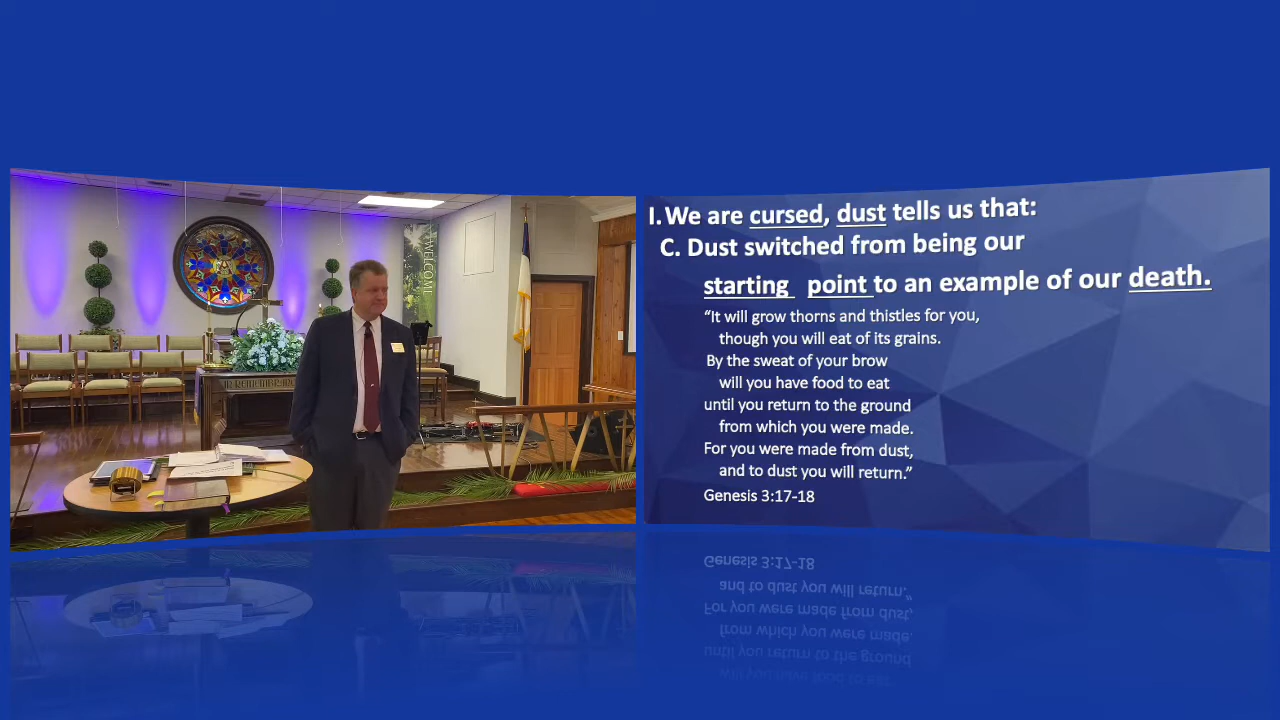 WELCOME!
IN REMEMBRANCE
I. We are cursed, dust tells us that:
C. Dust switched from being our
starting point to an example of our death.
“It will grow thorns and thistles for you,
though you will eat of its grains.
By the sweat of your brow
will you have food to eat
until you return to the ground
from which you were made.
For you were made from dust,
and to dust you will return.”
Genesis 3:17-18